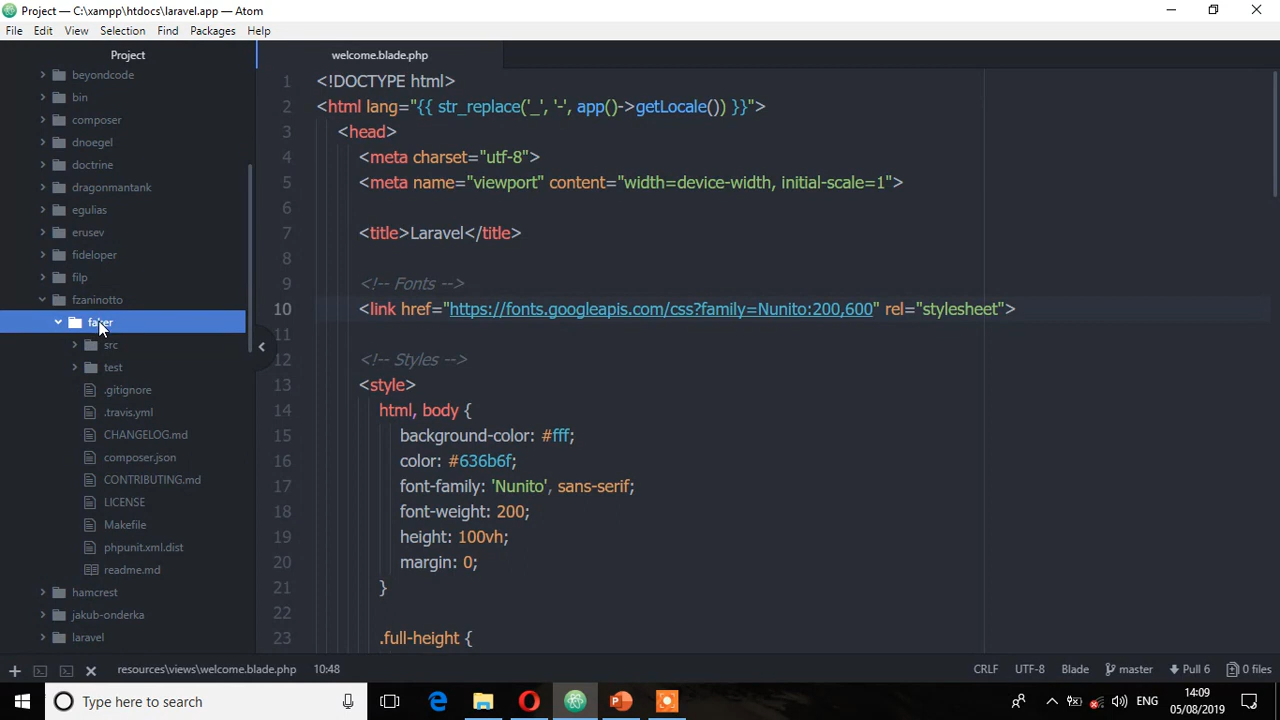 Project — C:\xampp\htdocs\laravel.app — Atom
File Edit View Selection Find Packages Help
Project
beyondcode
bin
composer
dnoegel
doctrine
dragonmantank
egulias
erusev
fideloper
filp
fzaninotto
faker
src
test
.gitignore
.travis.yml
CHANGELOG.md
composer.json
CONTRIBUTING.md
LICENSE
Makefile
phpunit.xml.dist
readme.md
hamcrest
jakub-onderka
laravel
welcome.blade.php
1 <!DOCTYPE html>
2 <html lang="{{ str_replace('_', '-', app()->getLocale()) }}">
3 <head>
4 <meta charset="utf-8">
5 <meta name="viewport" content="width=device-width, initial-scale=1">
6
7 <title>Laravel</title>
8
9 <!-- Fonts -->
10 <link href="https://fonts.googleapis.com/css?family=Nunito:200,600" rel="stylesheet">
11
12 <!-- Styles -->
13 <style>
14 html, body {
15 background-color: #fff;
16 color: #636b6f;
17 font-family: 'Nunito', sans-serif;
18 font-weight: 200;
19 height: 100vh;
20 margin: 0;
21 }
22
23 .full-height {
resources\views\welcome.blade.php 10:48 CRLF UTF-8 Blade master Pull 6 0 files
Type here to search ENG 14:09
05/08/2019